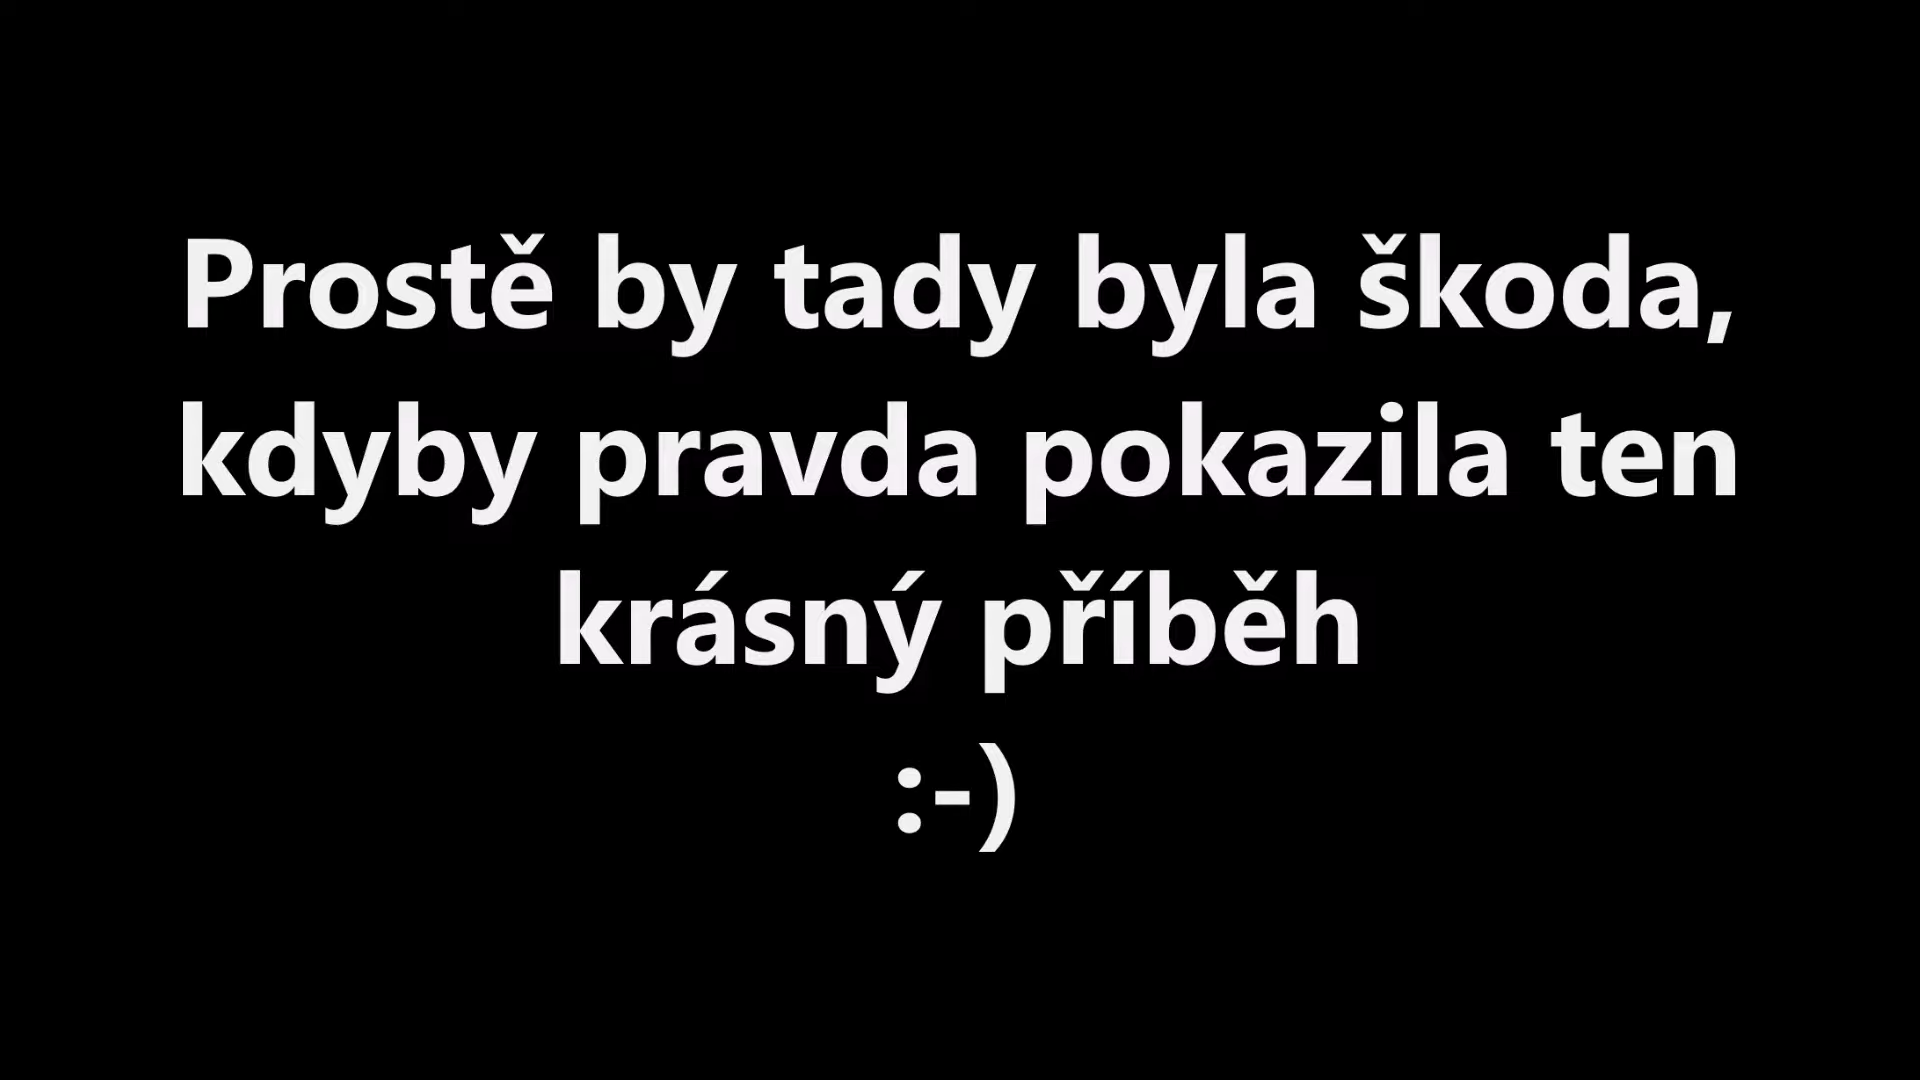 Prostě by tady byla škoda,
kdyby pravda pokazila ten
krásný příběh
:-)